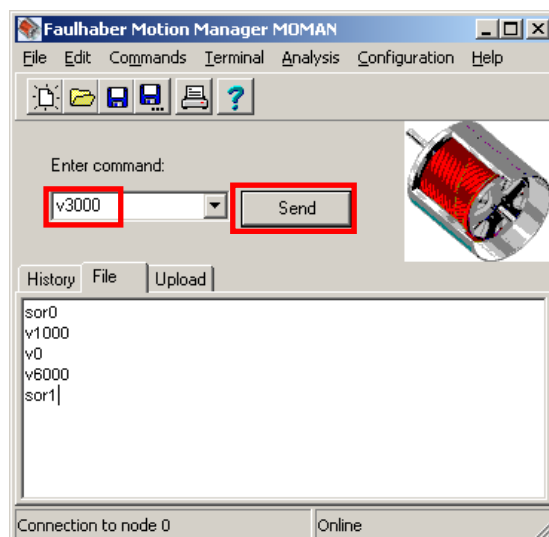 Faulhaber Motion Manager MOMAN
File Edit Commands Terminal Analysis Configuration Help
Enter command:
v3000 Send
History File Upload
sor0
v1000
v0
v6000
sor1
Connection to node 0 Online